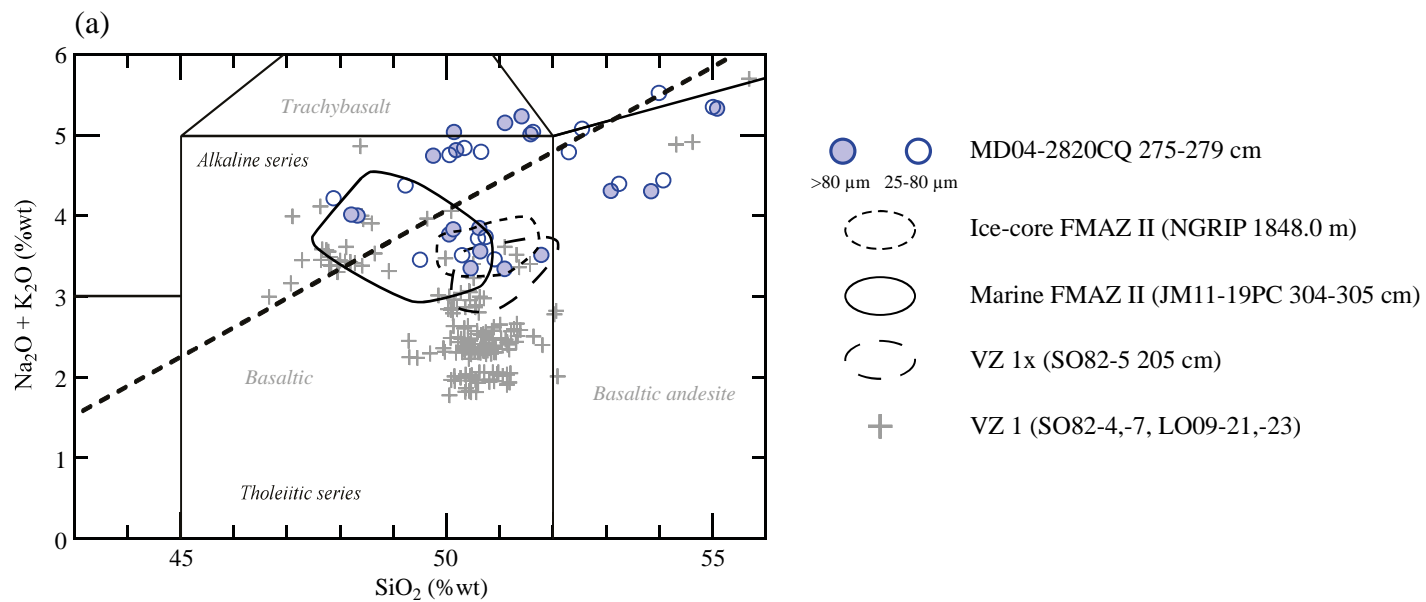 (a)
6
5
4
3
2
1
0
Na₂O + K₂O (%wt)
Trachybasalt
Alkaline series
Basaltic
Basaltic andesite
Tholeiitic series
45
50
55
SiO₂ (%wt)
MD04-2820CQ 275-279 cm
>80 µm 25-80 µm
Ice-core FMAZ II (NGRIP 1848.0 m)
Marine FMAZ II (JM11-19PC 304-305 cm)
VZ 1x (SO82-5 205 cm)
VZ 1 (SO82-4,-7, LO09-21,-23)